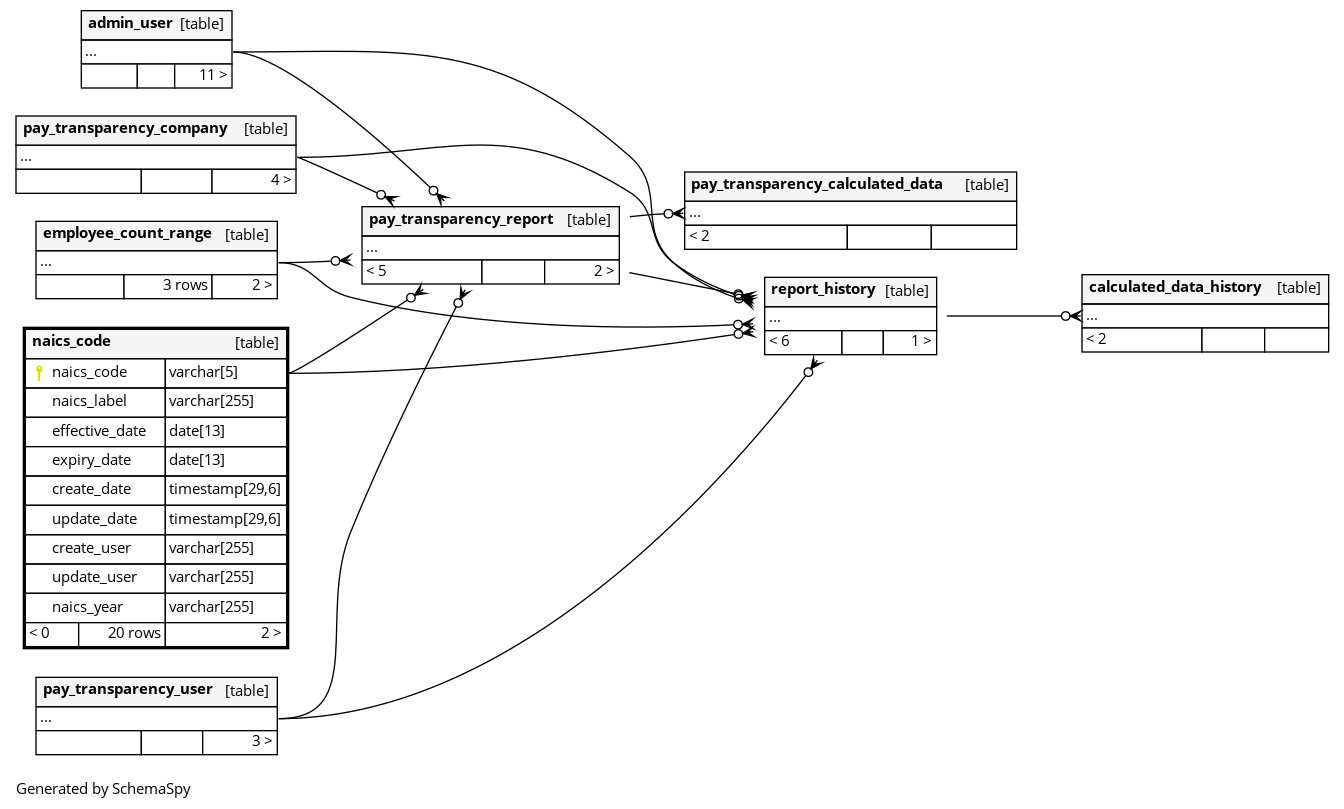 admin_user [table]
...
11 >
pay_transparency_company [table]
...
4 >
employee_count_range [table]
...
3 rows 2 >
naics_code [table]
naics_code varchar[5]
naics_label varchar[255]
effective_date date[13]
expiry_date date[13]
create_date timestamp[29,6]
update_date timestamp[29,6]
create_user varchar[255]
update_user varchar[255]
naics_year varchar[255]
< 0 20 rows 2 >
pay_transparency_user [table]
...
3 >
pay_transparency_report [table]
...
< 5 2 >
pay_transparency_calculated_data [table]
...
< 2
report_history [table]
...
< 6 1 >
calculated_data_history [table]
...
< 2
Generated by SchemaSpy